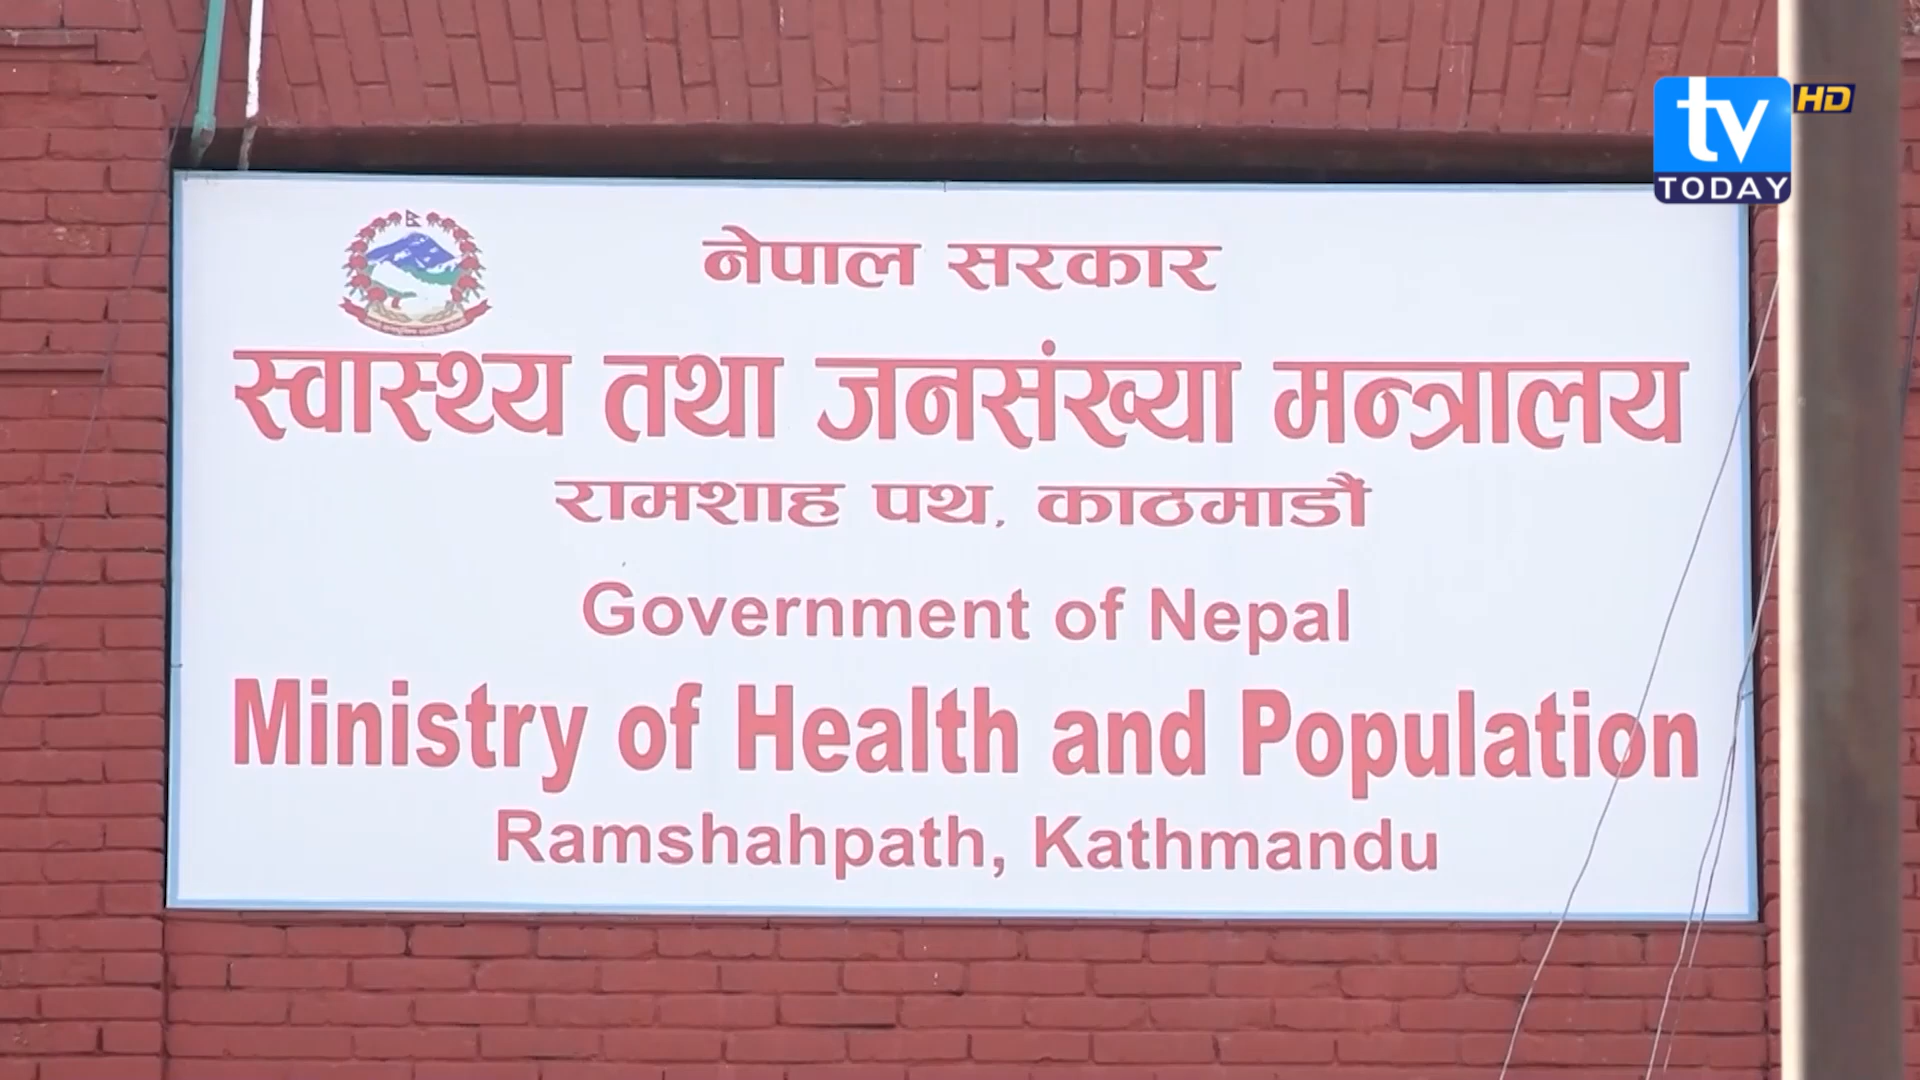 tv HD
TODAY
नेपाल सरकार
स्वास्थ्य तथा जनसंख्या मन्त्रालय
रामशाह पथ, काठमाडौं
Government of Nepal
Ministry of Health and Population
Ramshahpath, Kathmandu